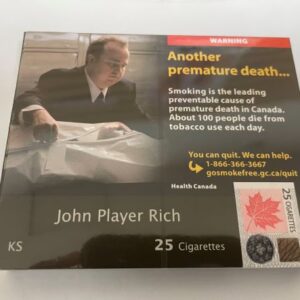 WARNING
Another
premature death...
Smoking is the leading
preventable cause of
premature death in Canada.
About 100 people die from
tobacco use each day.
You can quit. We can help.
1-866-366-3667
gosmokefree.gc.ca/quit
Health Canada
John Player Rich
KS
25 Cigarettes
25 CIGARETTES